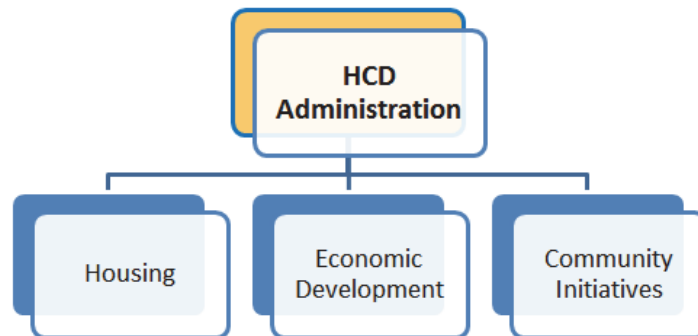 HCD
Administration
Housing
Economic
Development
Community
Initiatives